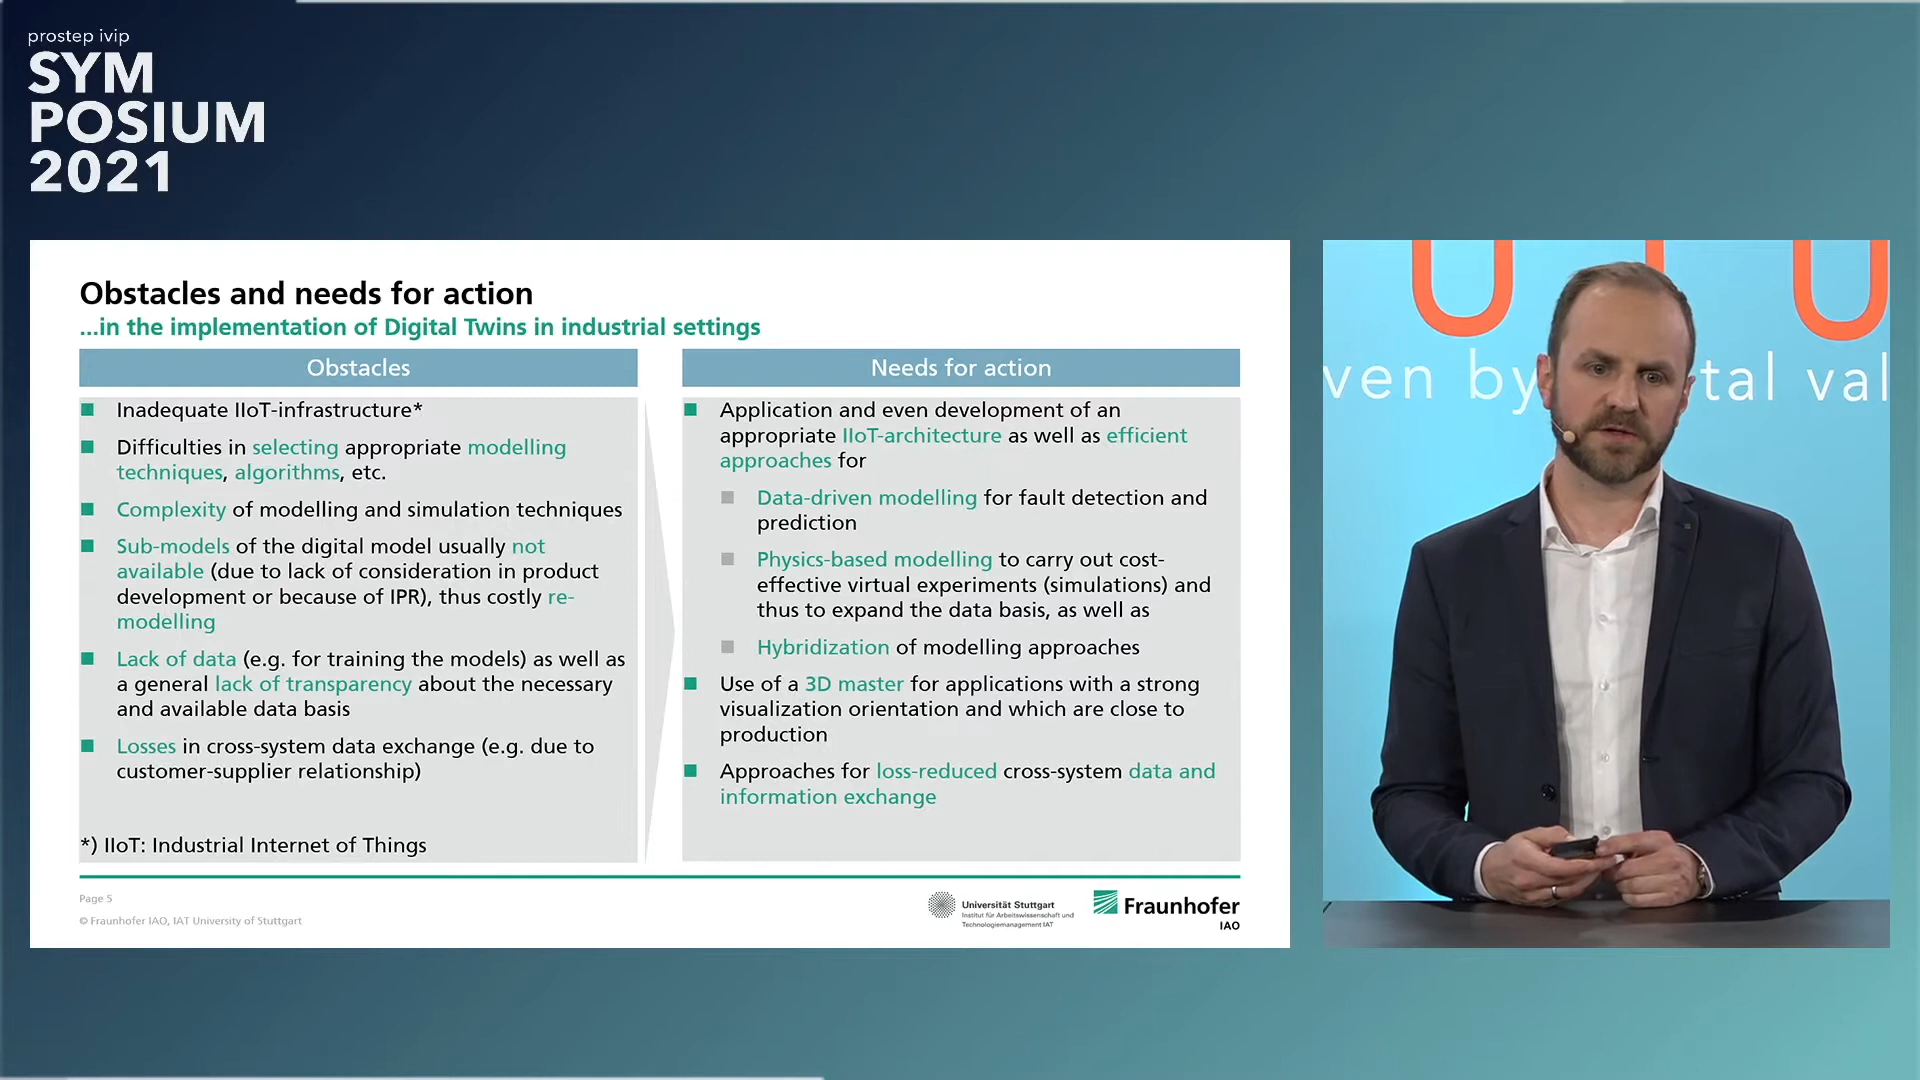 prostep ivip
SYM
POSIUM
2021
Obstacles and needs for action
...in the implementation of Digital Twins in industrial settings
Obstacles
Inadequate IIoT-infrastructure*
Difficulties in selecting appropriate modelling
techniques, algorithms, etc.
Complexity of modelling and simulation techniques
Sub-models of the digital model usually not
available (due to lack of consideration in product
development or because of IPR), thus costly re-
modelling
Lack of data (e.g. for training the models) as well as
a general lack of transparency about the necessary
and available data basis
Losses in cross-system data exchange (e.g. due to
customer-supplier relationship)
*) IIoT: Industrial Internet of Things
Needs for action
Application and even development of an
appropriate IIoT-architecture as well as efficient
approaches for
Data-driven modelling for fault detection and
prediction
Physics-based modelling to carry out cost-
effective virtual experiments (simulations) and
thus to expand the data basis, as well as
Hybridization of modelling approaches
Use of a 3D master for applications with a strong
visualization orientation and which are close to
production
Approaches for loss-reduced cross-system data and
information exchange
Page 5
© Fraunhofer IAO, IAT University of Stuttgart
Universität Stuttgart
Institut für Arbeitswissenschaft und
Technologiemanagement IAT
Fraunhofer
IAO
ven by tal val